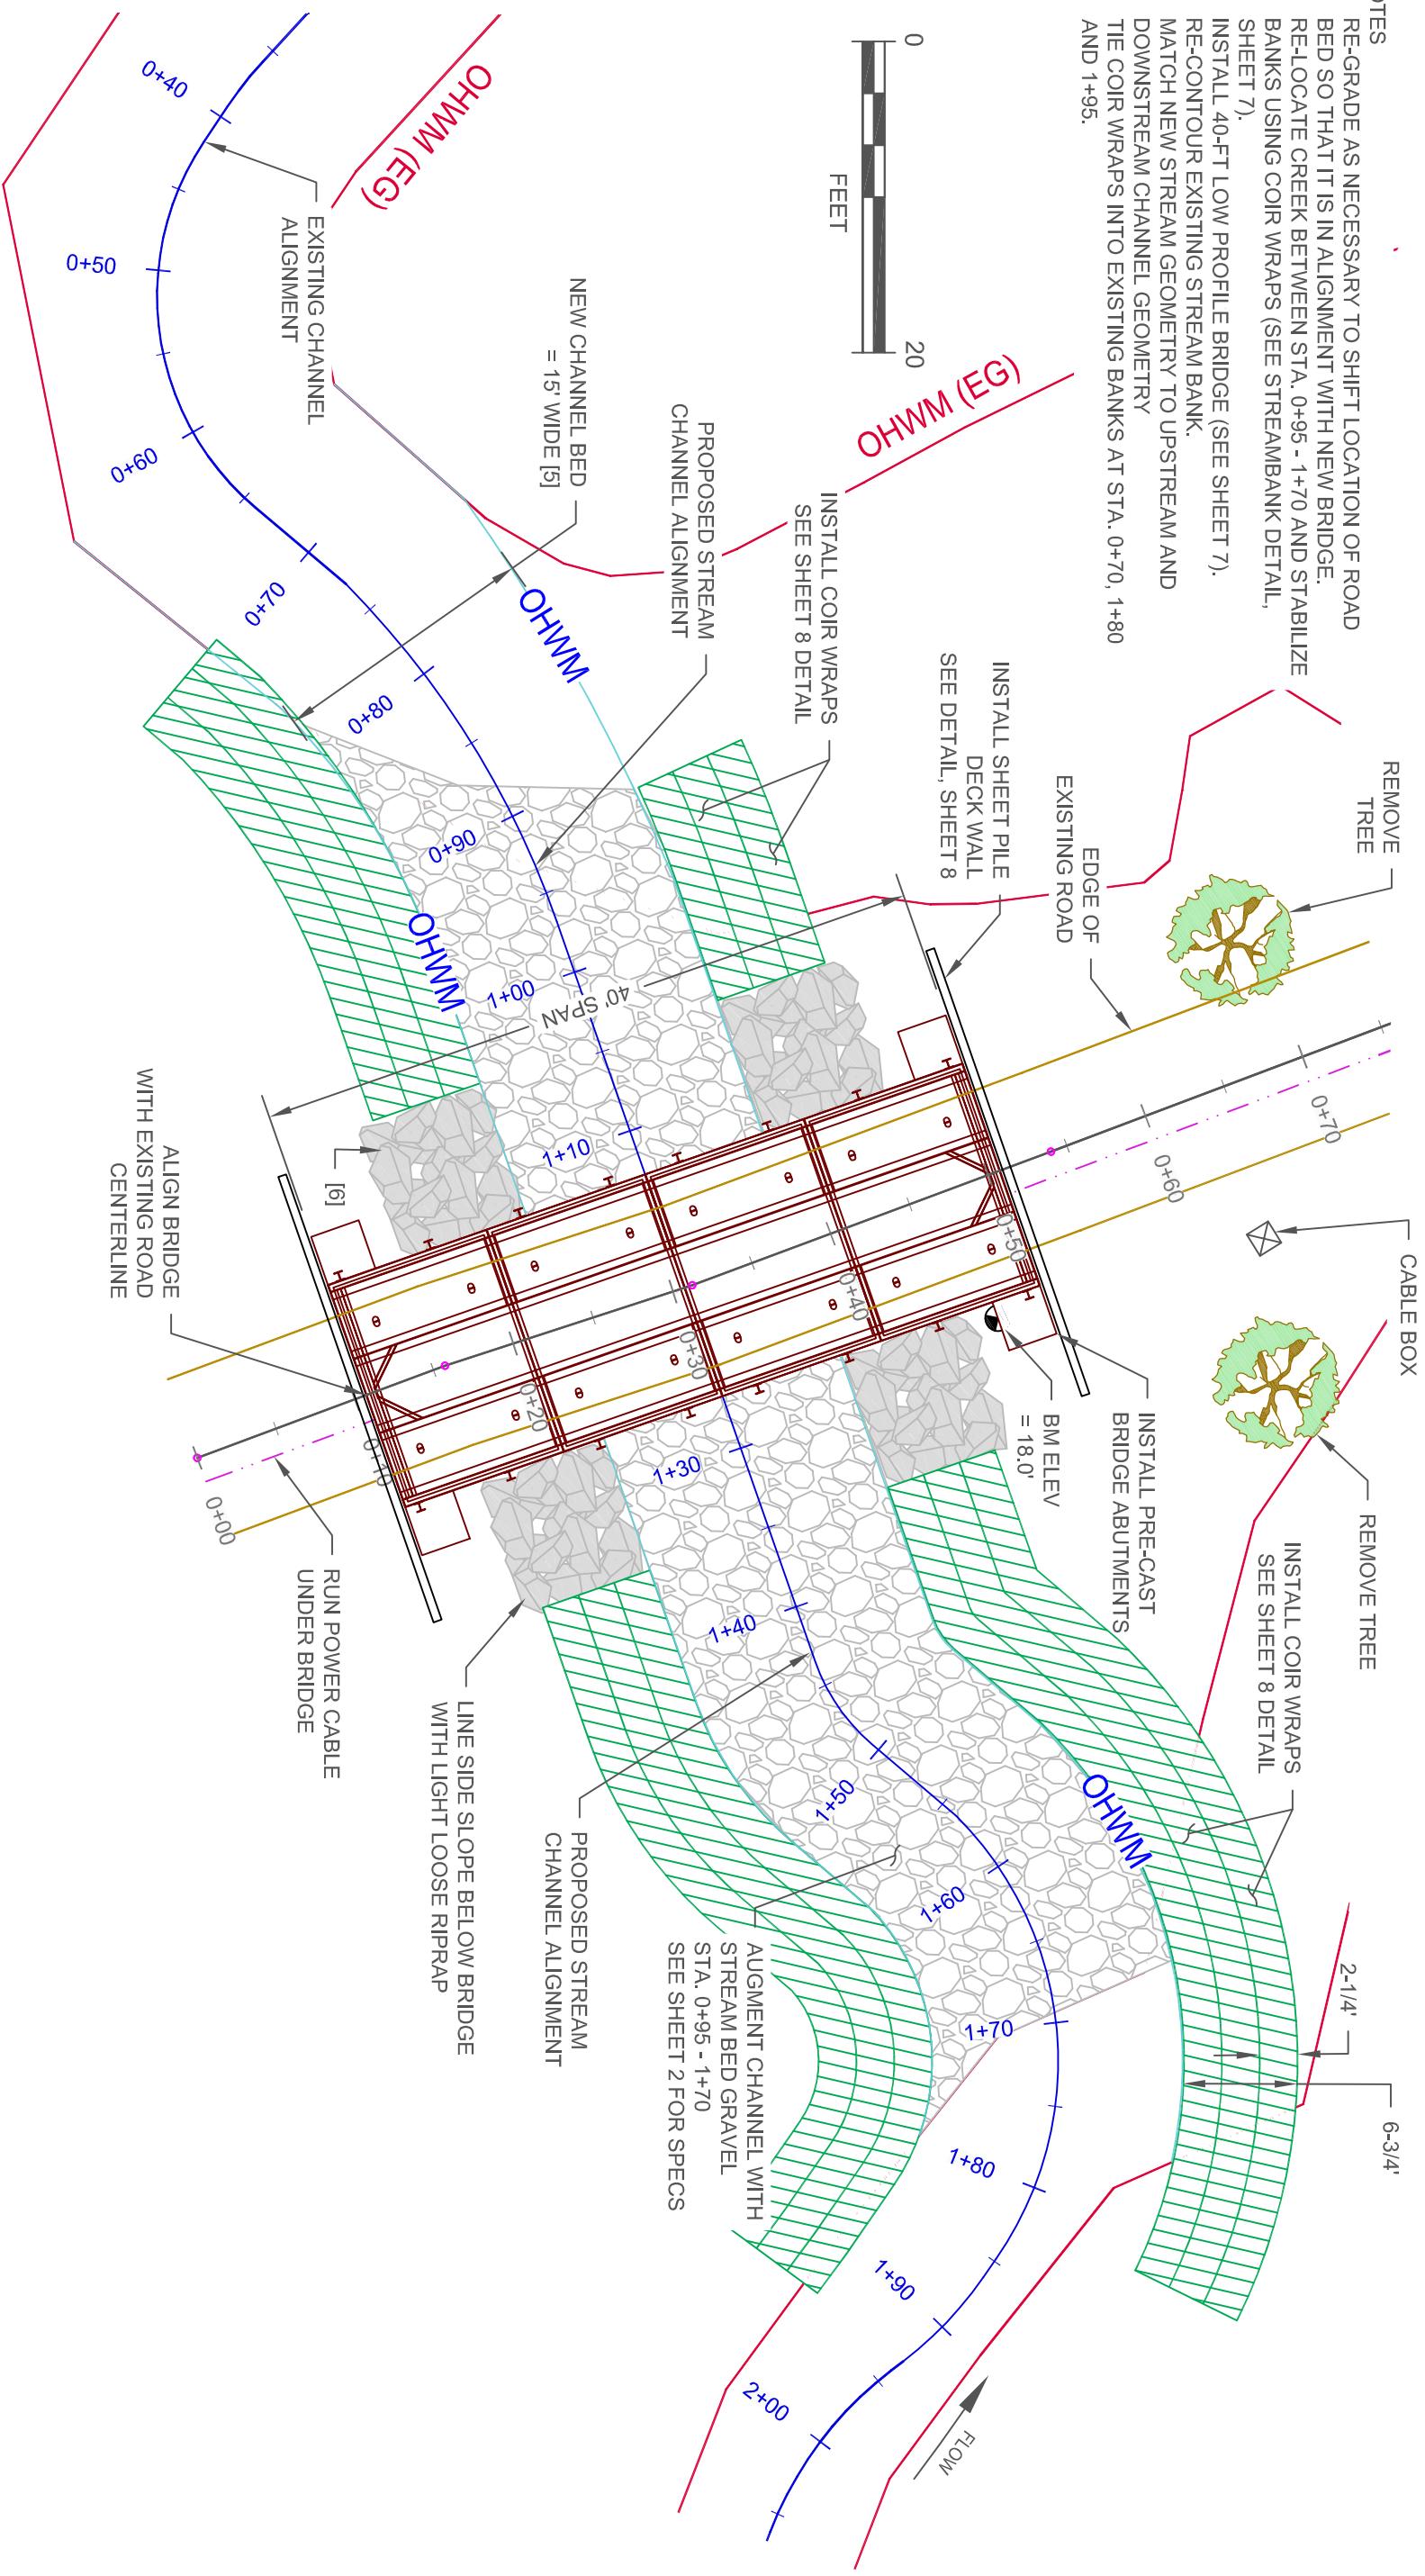 OTES
RE-GRADE AS NECESSARY TO SHIFT LOCATION OF ROAD
BED SO THAT IT IS IN ALIGNMENT WITH NEW BRIDGE.
RE-LOCATE CREEK BETWEEN STA. 0+95 - 1+70 AND STABILIZE
BANKS USING COIR WRAPS (SEE STREAMBANK DETAIL,
SHEET 7).
INSTALL 40-FT LOW PROFILE BRIDGE (SEE SHEET 7).
RE-CONTOUR EXISTING STREAM BANK.
MATCH NEW STREAM GEOMETRY TO UPSTREAM AND
DOWNSTREAM CHANNEL GEOMETRY
TIE COIR WRAPS INTO EXISTING BANKS AT STA. 0+70, 1+80
AND 1+95.
0
20
FEET
OHWM (EG)
OHWM (EG)
REMOVE
TREE
CABLE BOX
REMOVE TREE
EDGE OF
EXISTING ROAD
INSTALL SHEET PILE
DECK WALL
SEE DETAIL, SHEET 8
INSTALL COIR WRAPS
SEE SHEET 8 DETAIL
PROPOSED STREAM
CHANNEL ALIGNMENT
NEW CHANNEL BED
= 15' WIDE [5]
EXISTING CHANNEL
ALIGNMENT
INSTALL COIR WRAPS
SEE SHEET 8 DETAIL
2-1/4'
6-3/4'
INSTALL PRE-CAST
BRIDGE ABUTMENTS
BM ELEV
= 18.0'
40' SPAN
OHWM
OHWM
OHWM
0+40
0+50
0+60
0+70
0+80
0+90
1+00
1+10
1+30
1+40
1+50
1+60
1+70
1+80
1+90
2+00
0+70
0+60
0+50
0+40
0+30
0+20
0+10
0+00
FLOW
[6]
ALIGN BRIDGE
WITH EXISTING ROAD
CENTERLINE
RUN POWER CABLE
UNDER BRIDGE
LINE SIDE SLOPE BELOW BRIDGE
WITH LIGHT LOOSE RIPRAP
PROPOSED STREAM
CHANNEL ALIGNMENT
AUGMENT CHANNEL WITH
STREAM BED GRAVEL
STA. 0+95 - 1+70
SEE SHEET 2 FOR SPECS